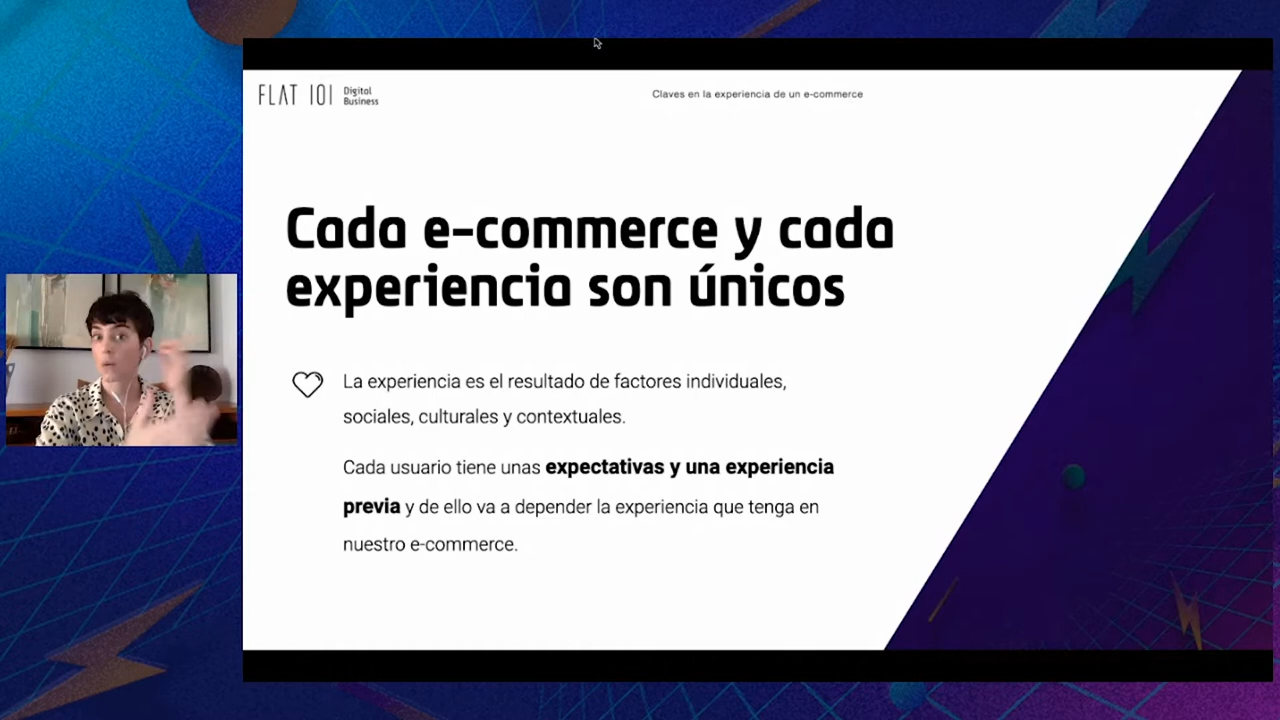 FLAT 101 Digital Business
Claves en la experiencia de un e-commerce
Cada e-commerce y cada
experiencia son únicos
La experiencia es el resultado de factores individuales,
sociales, culturales y contextuales.
Cada usuario tiene unas expectativas y una experiencia
previa y de ello va a depender la experiencia que tenga en
nuestro e-commerce.